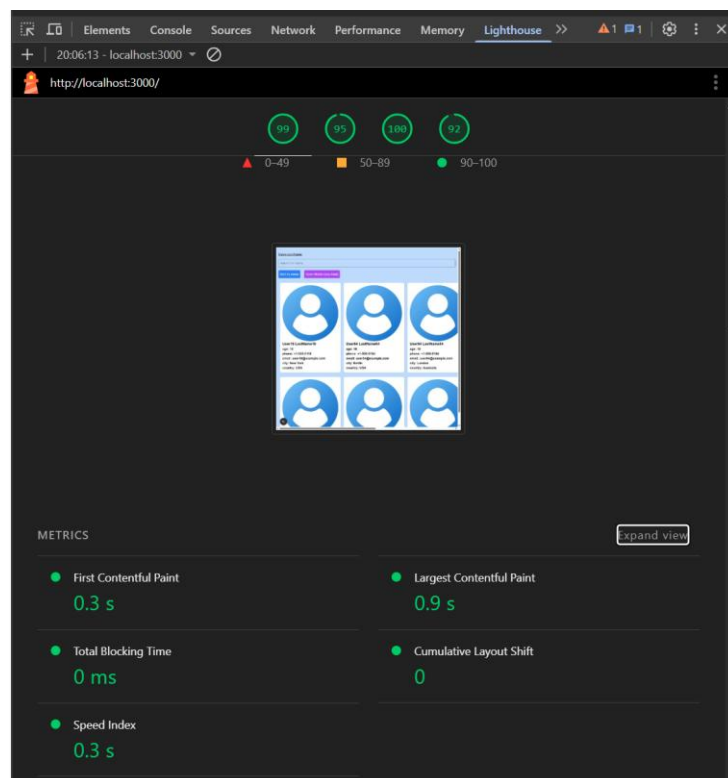 Elements Console Sources Network Performance Memory Lighthouse 1 1
20:06:13 - localhost:3000
http://localhost:3000/
99 95 100 92
0–49 50–89 90–100
METRICS
Expand view
First Contentful Paint
0.3 s
Largest Contentful Paint
0.9 s
Total Blocking Time
0 ms
Cumulative Layout Shift
0
Speed Index
0.3 s